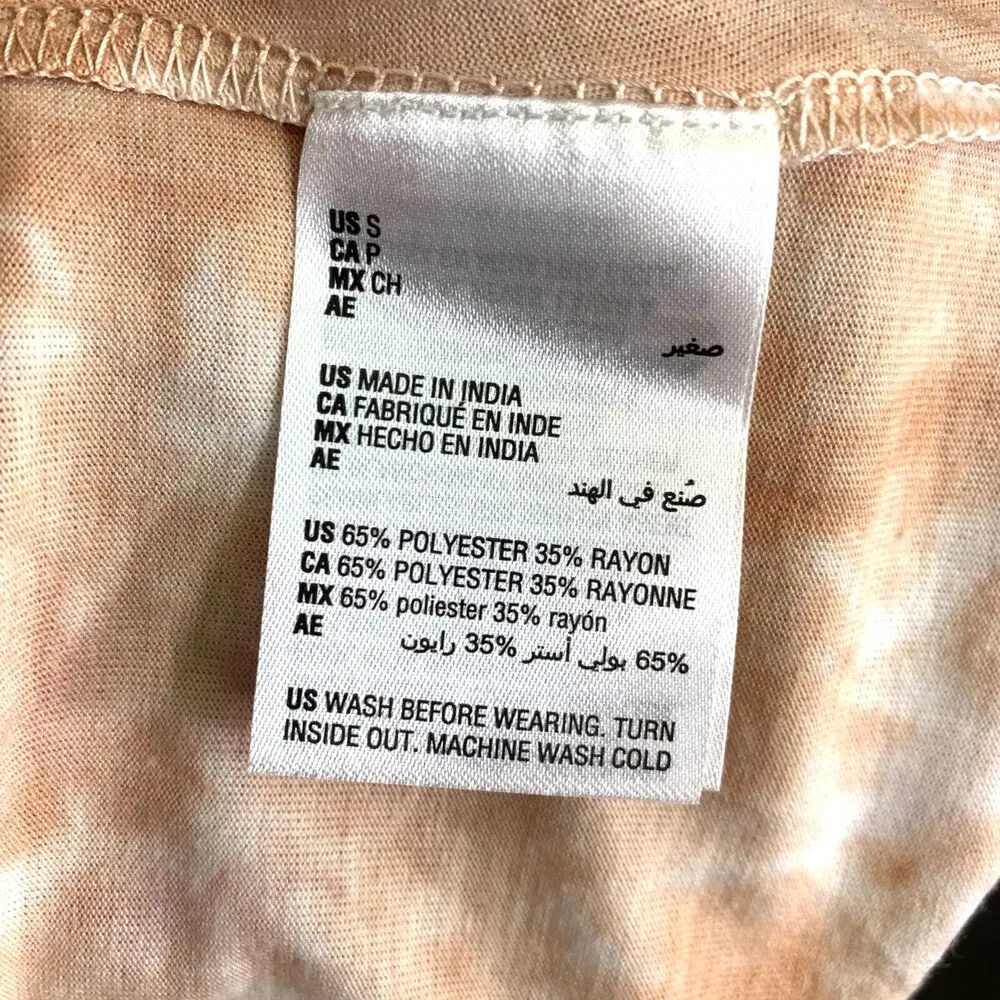 US S
CA P
MX CH
AE
صغير
US MADE IN INDIA
CA FABRIQUÉ EN INDE
MX HECHO EN INDIA
AE
صُنع في الهند
US 65% POLYESTER 35% RAYON
CA 65% POLYESTER 35% RAYONNE
MX 65% poliester 35% rayón
AE
65% بولي أستر 35% رايون
US WASH BEFORE WEARING. TURN
INSIDE OUT. MACHINE WASH COLD